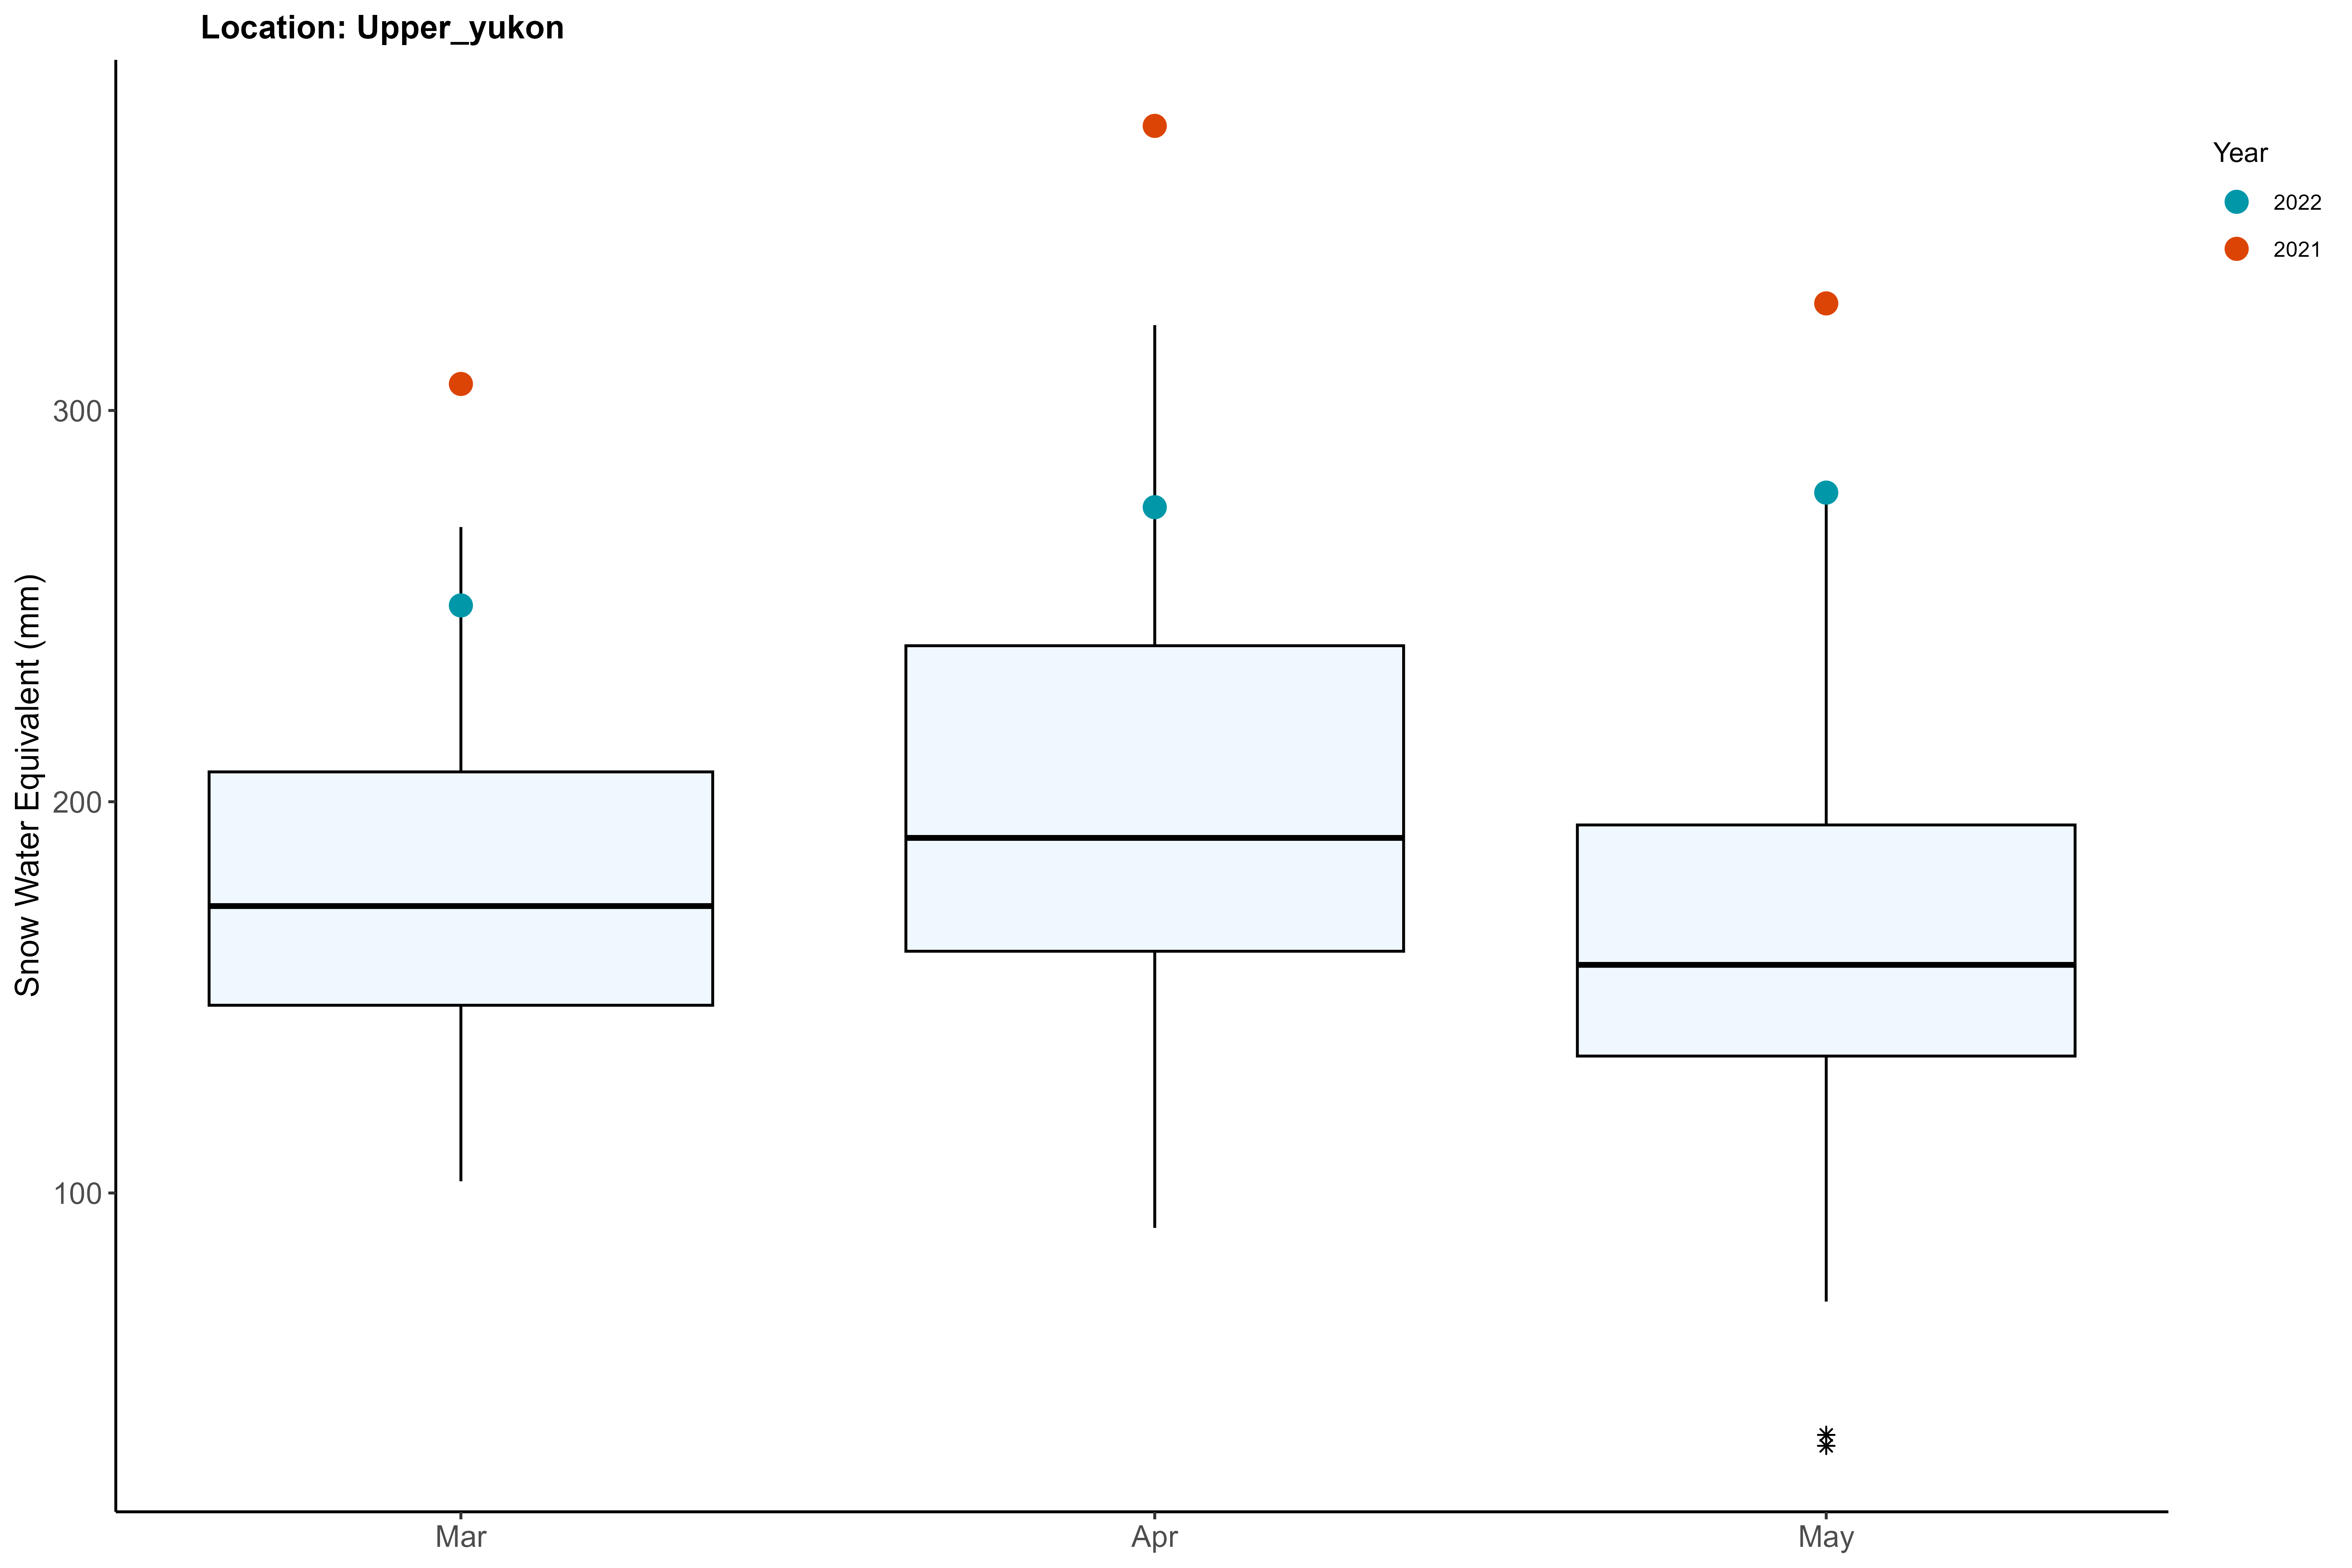 Location: Upper_yukon
Snow Water Equivalent (mm)
300
200
100
Mar
Apr
May
Year
2022
2021